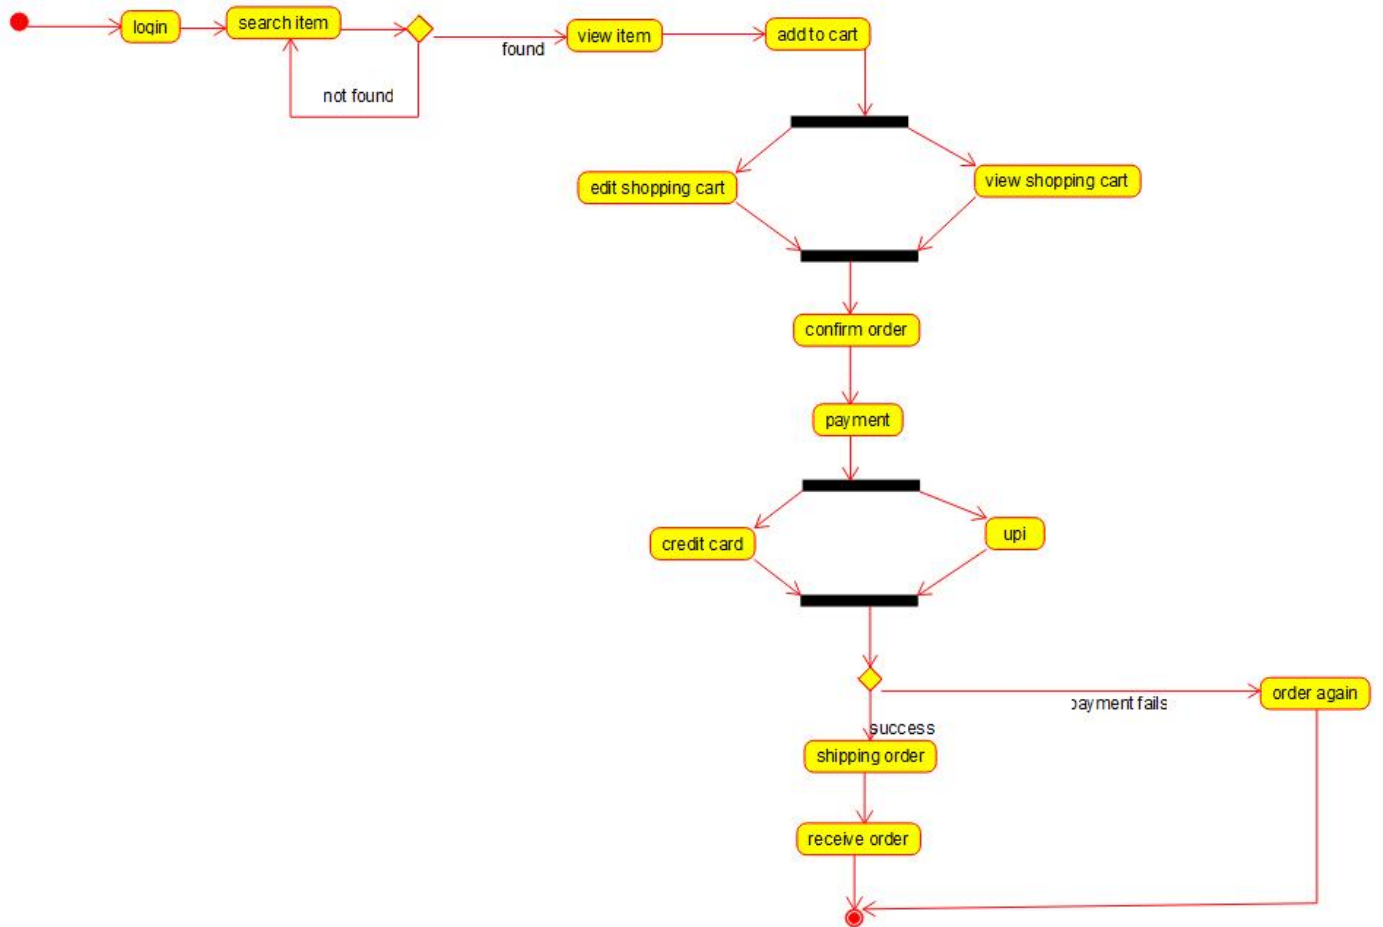 login
search item
found
view item
add to cart
not found
edit shopping cart
view shopping cart
confirm order
payment
credit card
upi
payment fails
order again
success
shipping order
receive order